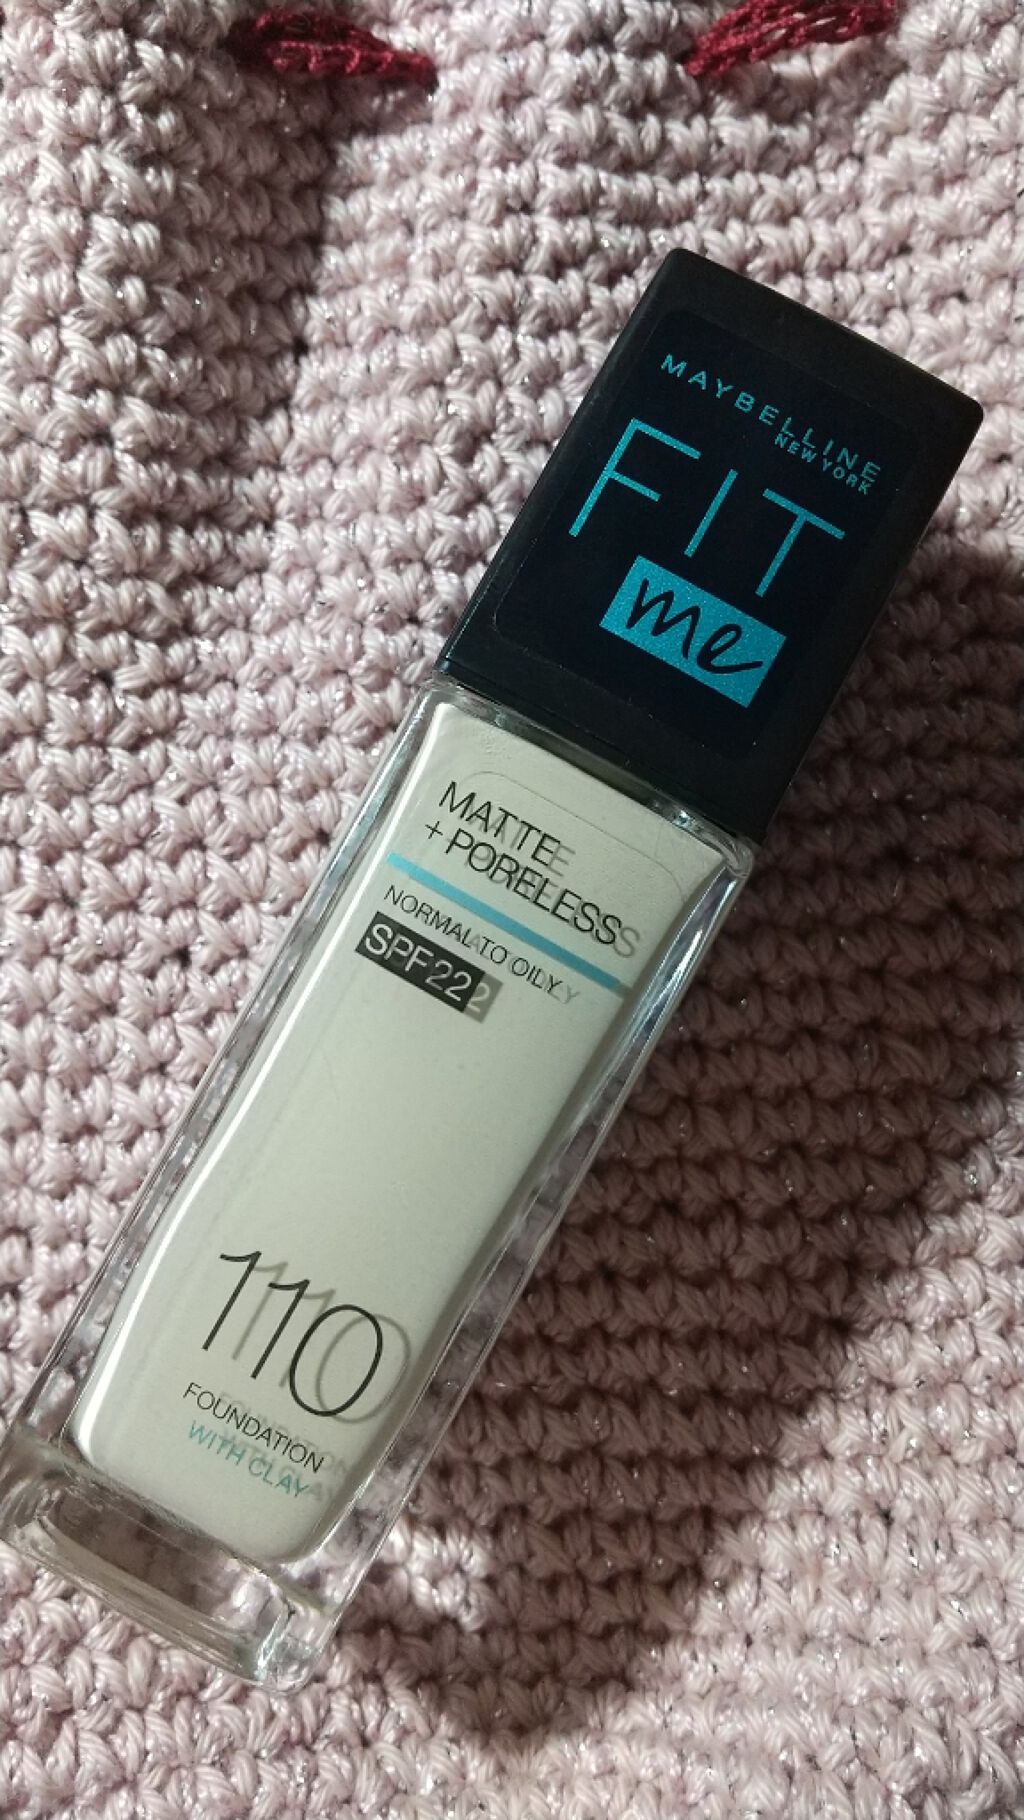 MAYBELLINE
NEW YORK
FIT
me
MATTE
+ PORELESS
NORMAL TO OILY
SPF 22
110
FOUNDATION
WITH CLAY